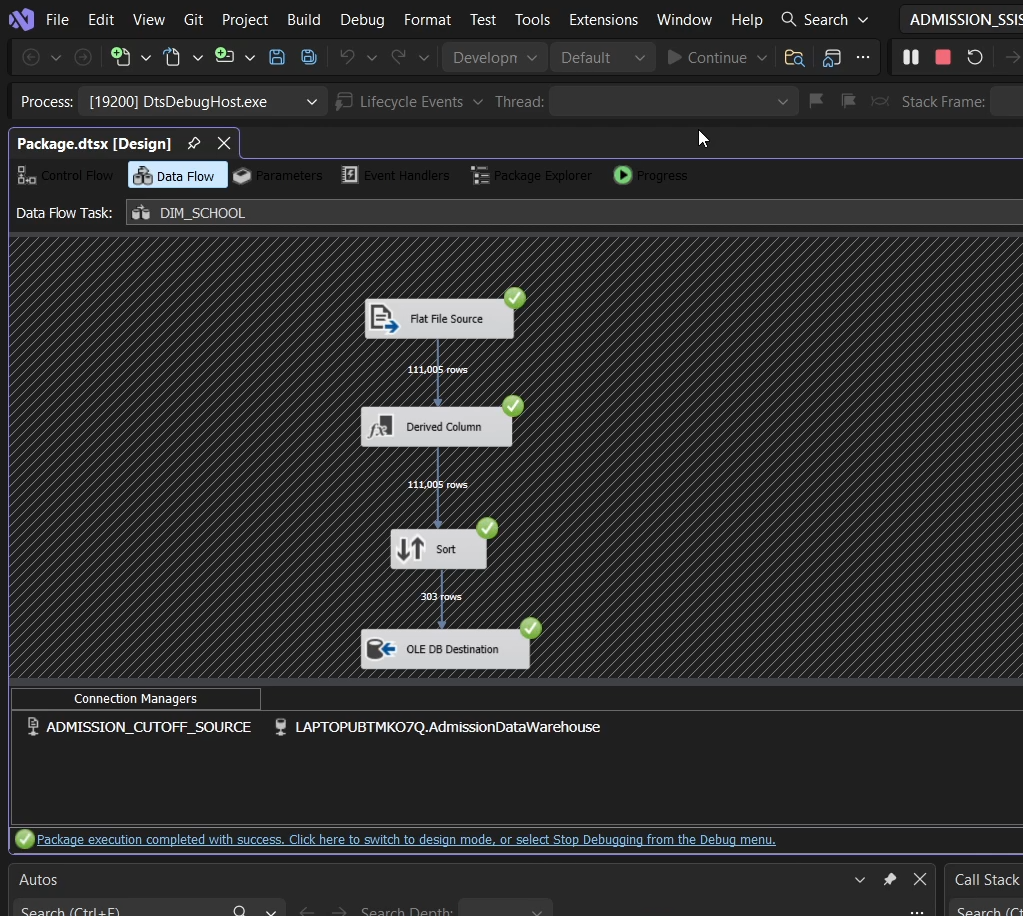 File Edit View Git Project Build Debug Format Test Tools Extensions Window Help Search ADMISSION_SSIS
Developn Default Continue
Process: [19200] DtsDebugHost.exe Lifecycle Events Thread: Stack Frame:
Package.dtsx [Design]
Control Flow Data Flow Parameters Event Handlers Package Explorer Progress
Data Flow Task: DIM_SCHOOL
Flat File Source
111,005 rows
Derived Column
111,005 rows
Sort
303 rows
OLE DB Destination
Connection Managers
ADMISSION_CUTOFF_SOURCE LAPTOPUBTMKO7Q.AdmissionDataWarehouse
Package execution completed with success. Click here to switch to design mode, or select Stop Debugging from the Debug menu.
Autos Call Stack
Search (Ctrl+E) Search Depth: Search (Ct